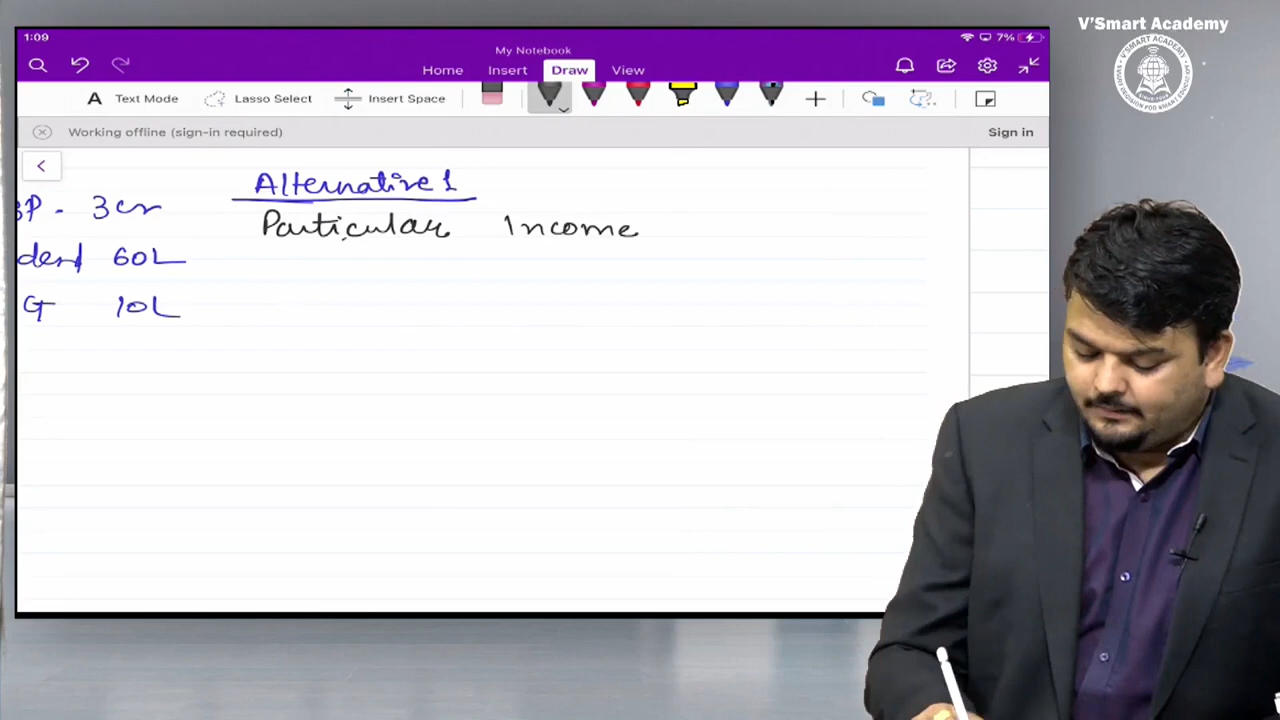 V'Smart Academy
1:09
7%
My Notebook
Home Insert Draw View
A Text Mode Lasso Select Insert Space
Working offline (sign-in required) Sign in
Alternative 1
P - 3cr
Particular Income
dend 60L
G 10L